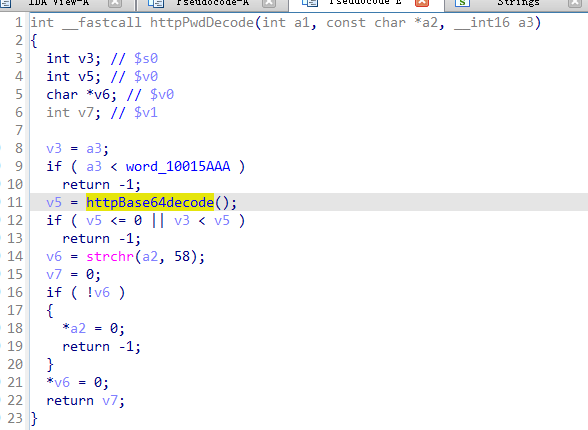 IDA View-A Pseudocode-A Pseudocode-E Strings
1 int __fastcall httpPwdDecode(int a1, const char *a2, __int16 a3)
2 {
3 int v3; // $s0
4 int v5; // $v0
5 char *v6; // $v0
6 int v7; // $v1
7
8 v3 = a3;
9 if ( a3 < word_10015AAA )
10 return -1;
11 v5 = httpBase64decode();
12 if ( v5 <= 0 || v3 < v5 )
13 return -1;
14 v6 = strchr(a2, 58);
15 v7 = 0;
16 if ( !v6 )
17 {
18 *a2 = 0;
19 return -1;
20 }
21 *v6 = 0;
22 return v7;
23 }